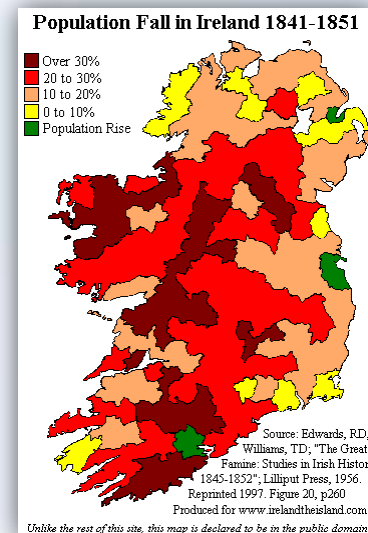 Population Fall in Ireland 1841-1851
Over 30%
20 to 30%
10 to 20%
0 to 10%
Population Rise
Source: Edwards, RD,
Williams, TD; "The Great
Famine: Studies in Irish Histor
1845-1852"; Lilliput Press, 1956.
Reprinted 1997. Figure 20, p260
Produced for www.irelandtheisland.com
Unlike the rest of this site, this map is declared to be in the public domain